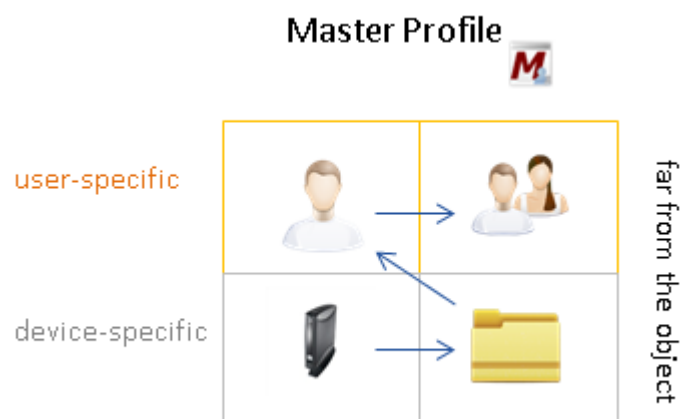 Master Profile
M
user-specific
far from the object
device-specific